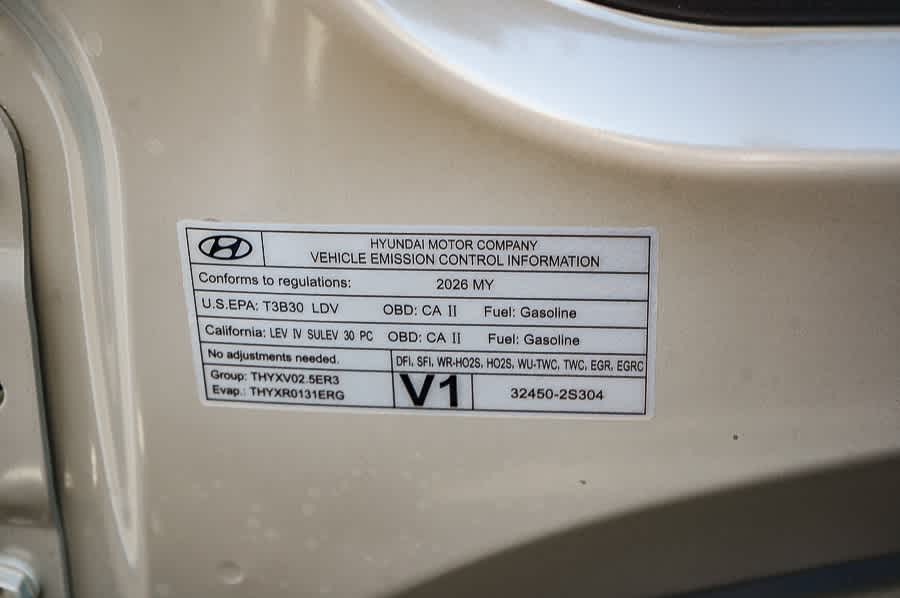 HYUNDAI MOTOR COMPANY
VEHICLE EMISSION CONTROL INFORMATION
Conforms to regulations: 2026 MY
U.S.EPA: T3B30 LDV OBD: CA II Fuel: Gasoline
California: LEV IV SULEV 30 PC OBD: CA II Fuel: Gasoline
No adjustments needed. DFI, SFI, WR-HO2S, HO2S, WU-TWC, TWC, EGR, EGRC
Group: THYXV02.5ER3
Evap.: THYXR0131ERG
V1
32450-2S304